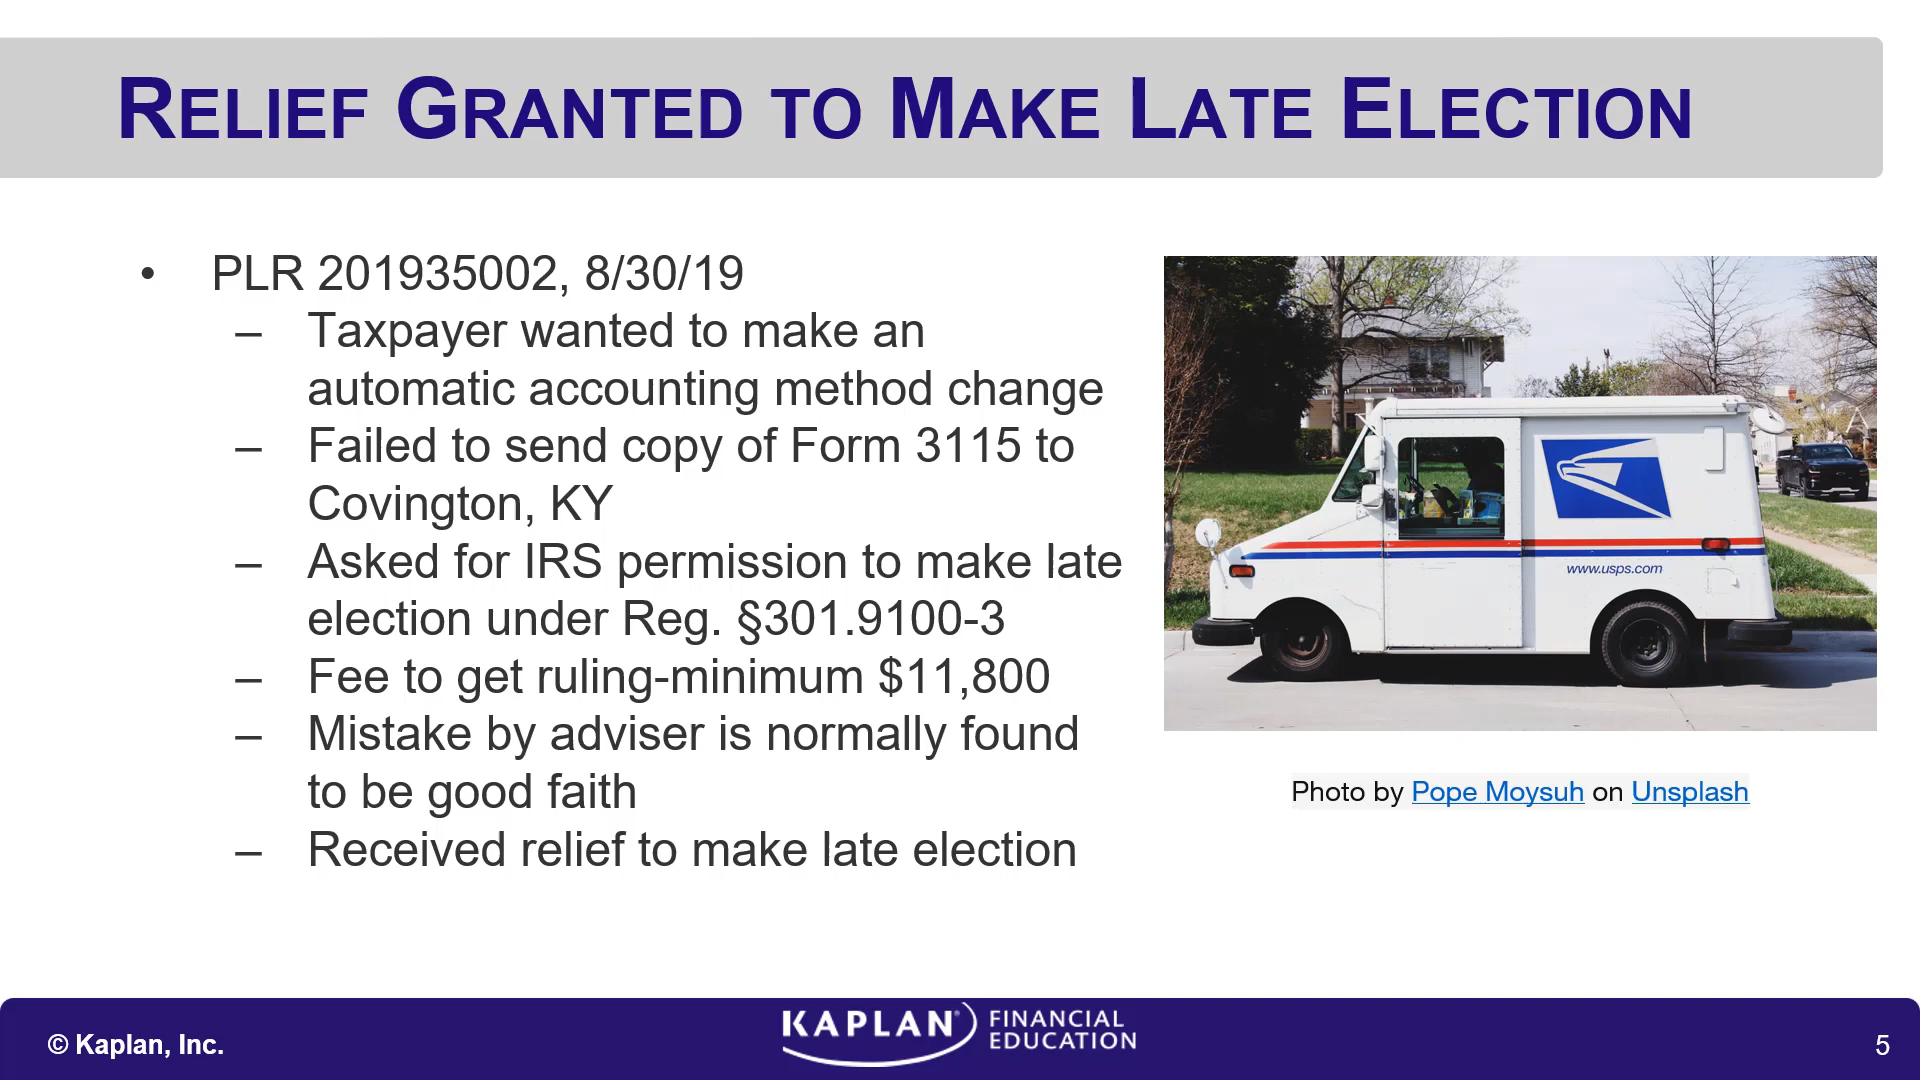 RELIEF GRANTED TO MAKE LATE ELECTION
• PLR 201935002, 8/30/19
– Taxpayer wanted to make an
automatic accounting method change
– Failed to send copy of Form 3115 to
Covington, KY
– Asked for IRS permission to make late
election under Reg. §301.9100-3
– Fee to get ruling-minimum $11,800
– Mistake by adviser is normally found
to be good faith
– Received relief to make late election
www.usps.com
Photo by Pope Moysuh on Unsplash
© Kaplan, Inc.
KAPLAN FINANCIAL
EDUCATION
5